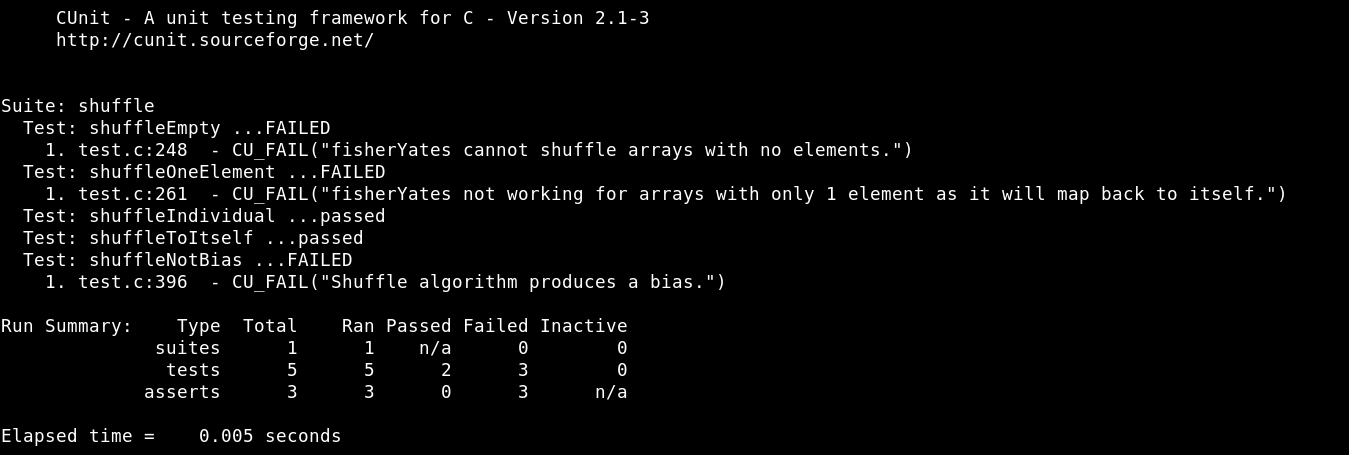 CUnit - A unit testing framework for C - Version 2.1-3
http://cunit.sourceforge.net/
Suite: shuffle
Test: shuffleEmpty ...FAILED
1. test.c:248  - CU_FAIL("fisherYates cannot shuffle arrays with no elements.")
Test: shuffleOneElement ...FAILED
1. test.c:261  - CU_FAIL("fisherYates not working for arrays with only 1 element as it will map back to itself.")
Test: shuffleIndividual ...passed
Test: shuffleToItself ...passed
Test: shuffleNotBias ...FAILED
1. test.c:396  - CU_FAIL("Shuffle algorithm produces a bias.")
Run Summary:    Type  Total    Ran Passed Failed Inactive
suites      1      1    n/a      0        0
tests      5      5      2      3        0
asserts      3      3      0      3      n/a
Elapsed time =    0.005 seconds